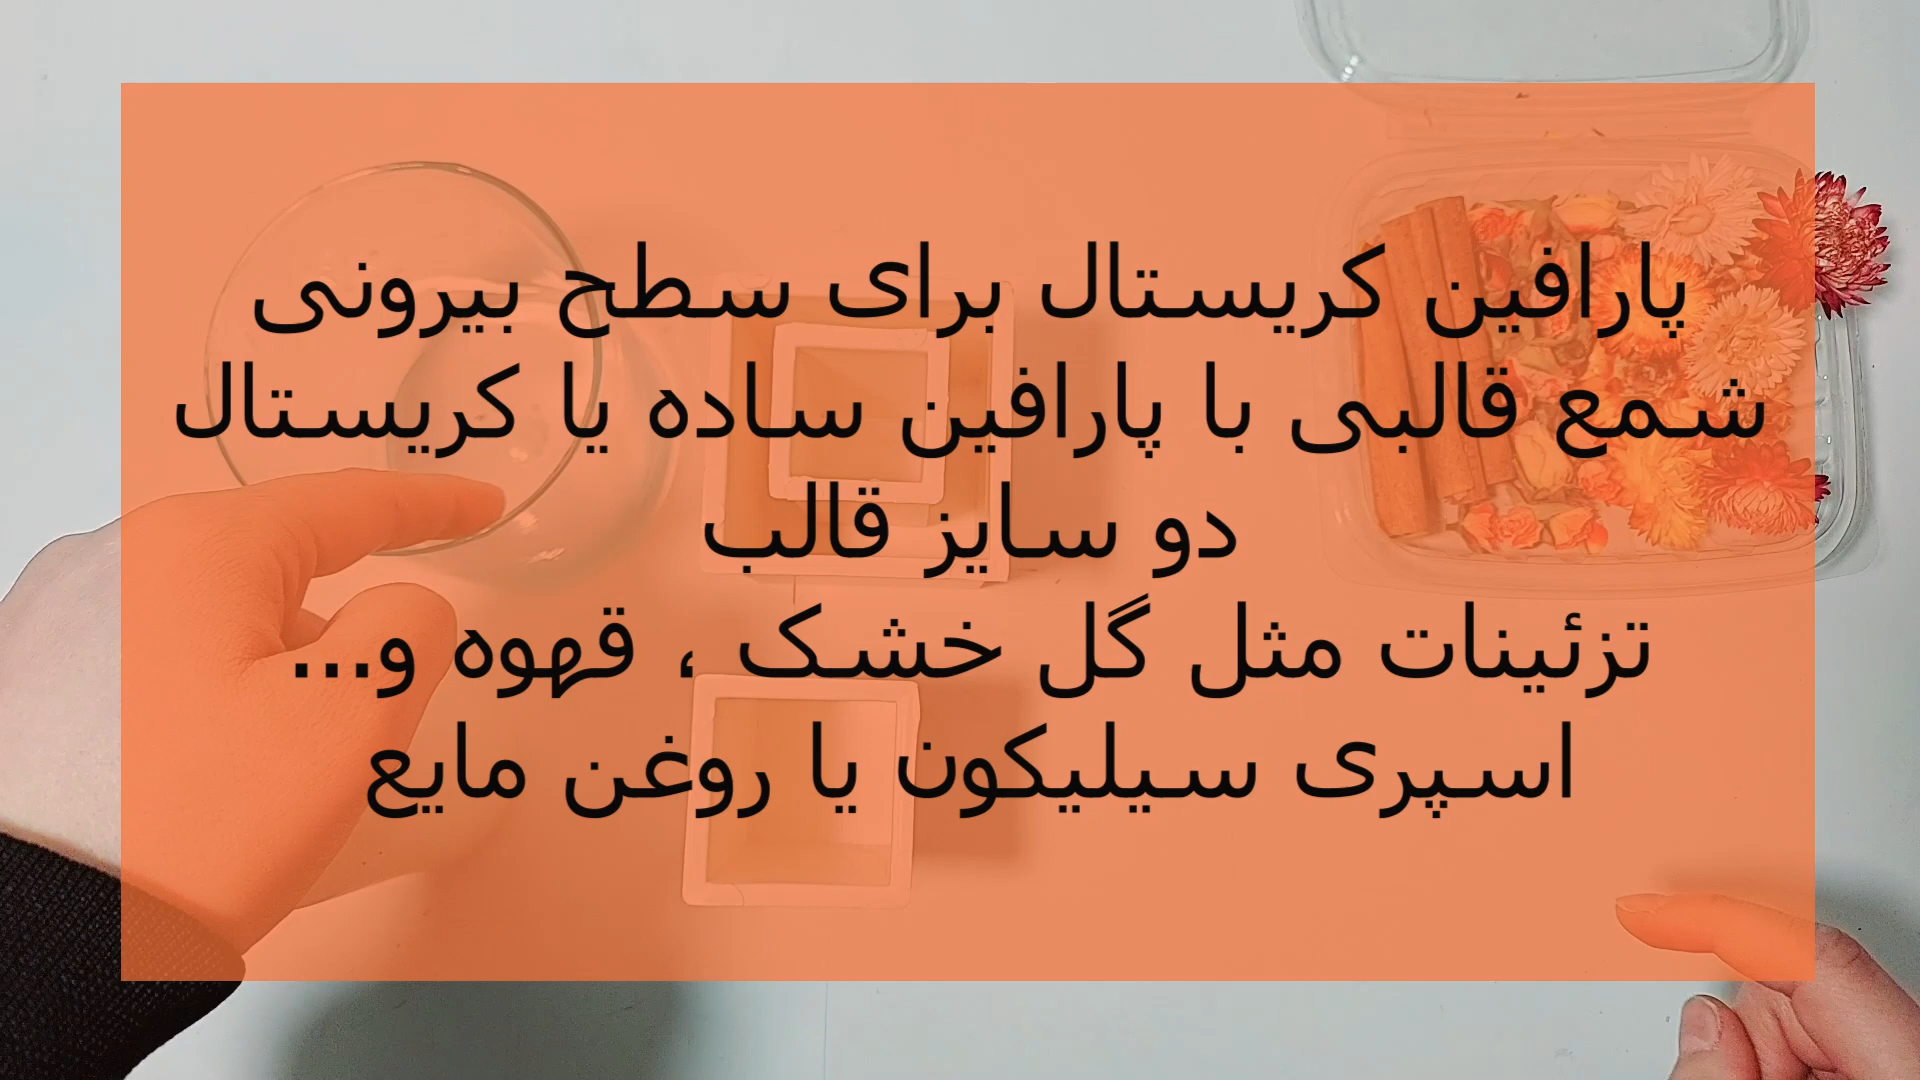 پارافین کریستال برای سطح بیرونی
شمع قالبی با پارافین ساده یا کریستال
دو سایز قالب
تزئینات مثل گل خشک ، قهوه و...
اسپری سیلیکون یا روغن مایع